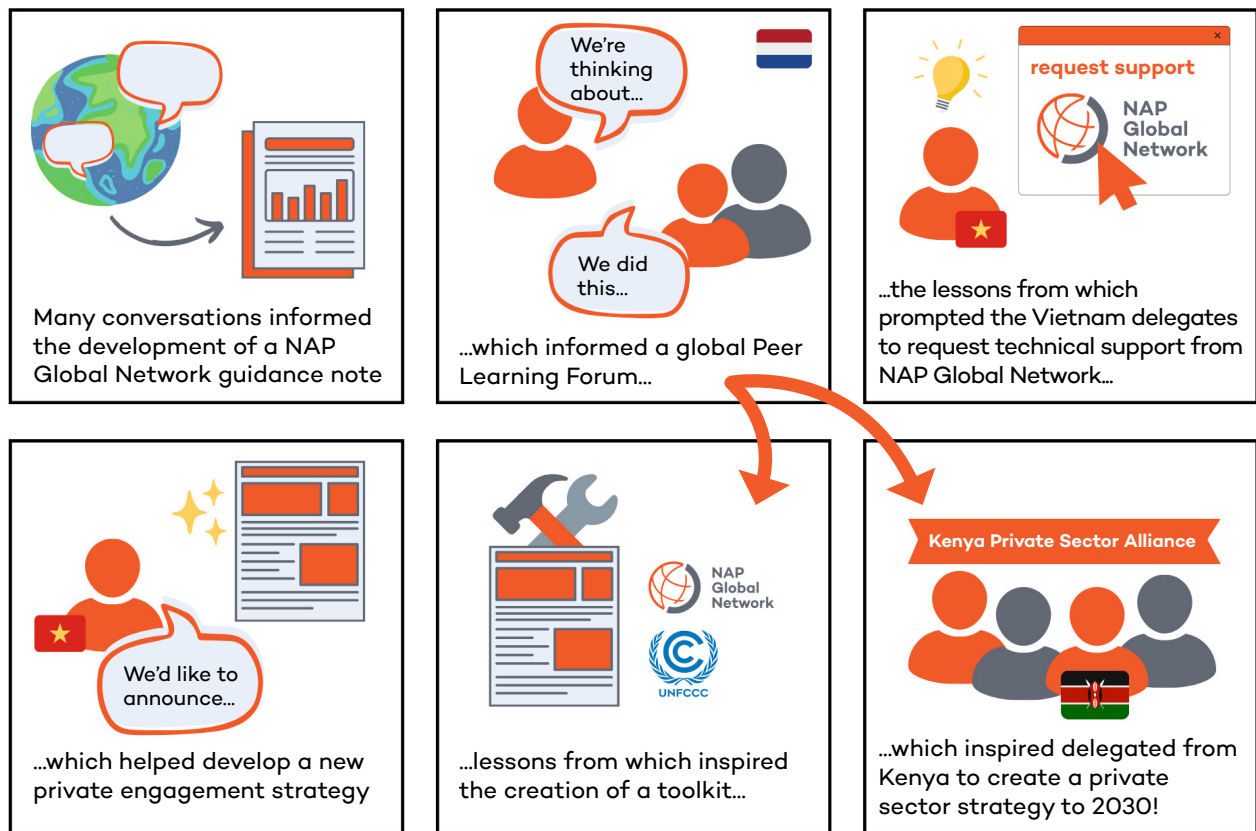 Many conversations informed
the development of a NAP
Global Network guidance note
We're
thinking
about...
We did
this...
...which informed a global Peer
Learning Forum...
×
request support
NAP
Global
Network
...the lessons from which
prompted the Vietnam delegates
to request technical support from
NAP Global Network...
We'd like to
announce...
...which helped develop a new
private engagement strategy
NAP
Global
Network
UNFCCC
...lessons from which inspired
the creation of a toolkit...
Kenya Private Sector Alliance
...which inspired delegated from
Kenya to create a private
sector strategy to 2030!